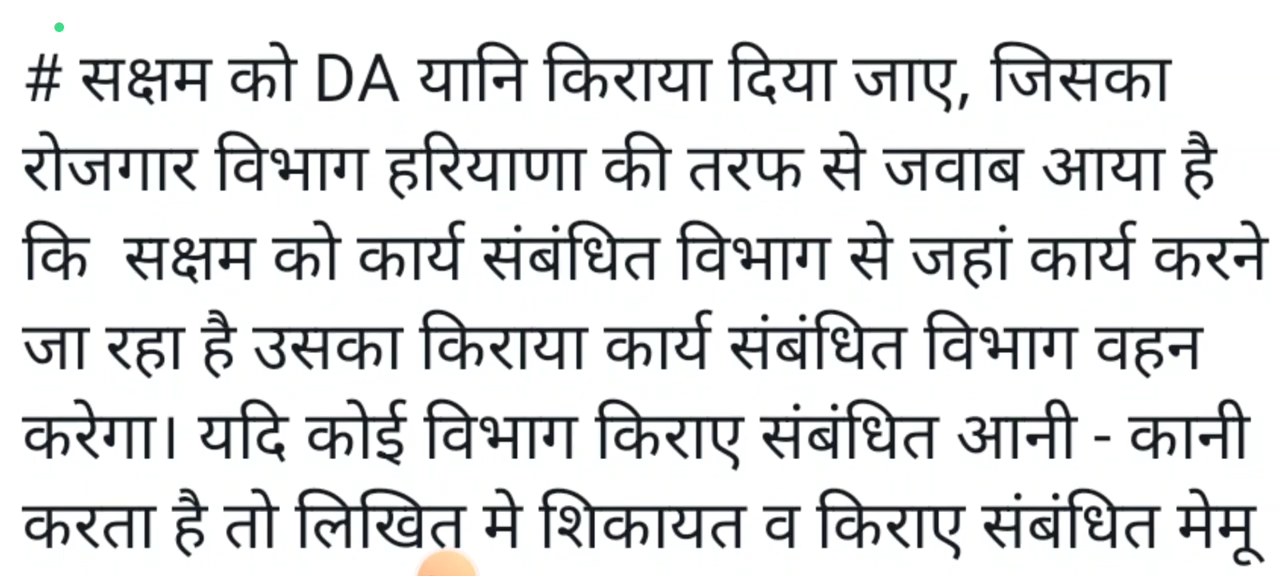 # सक्षम को DA यानि किराया दिया जाए, जिसका
रोजगार विभाग हरियाणा की तरफ से जवाब आया है
कि  सक्षम को कार्य संबंधित विभाग से जहां कार्य करने
जा रहा है उसका किराया कार्य संबंधित विभाग वहन
करेगा। यदि कोई विभाग किराए संबंधित आनी - कानी
करता है तो लिखित मे शिकायत व किराए संबंधित मेमू